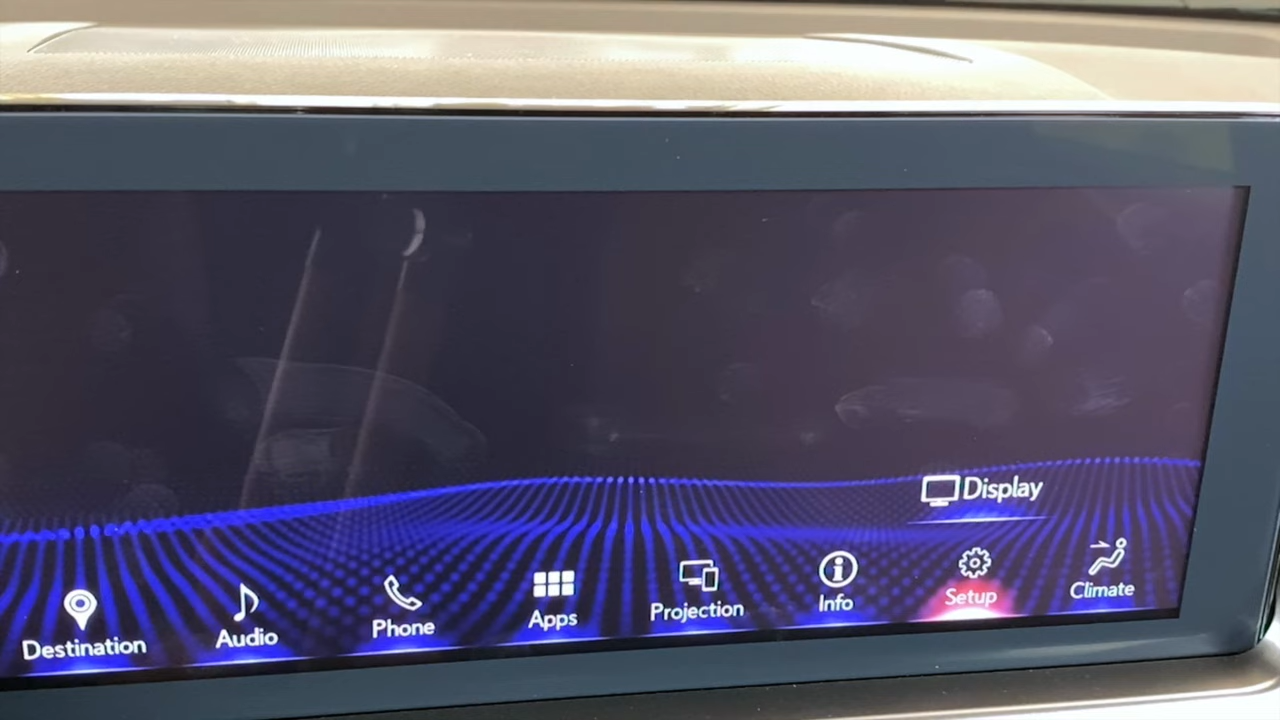 Display
Destination
Audio
Phone
Apps
Projection
Info
Setup
Climate